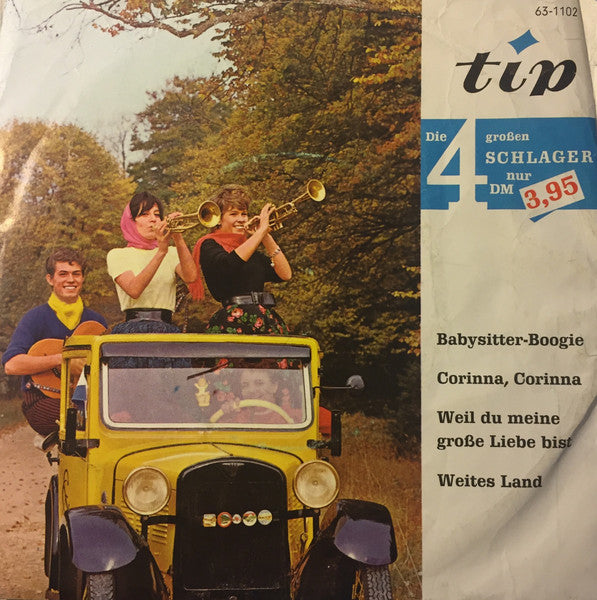 63-1102
tip
Die 4 großen
SCHLAGER
nur
DM 3,95
Babysitter-Boogie
Corinna, Corinna
Weil du meine
große Liebe bist
Weites Land